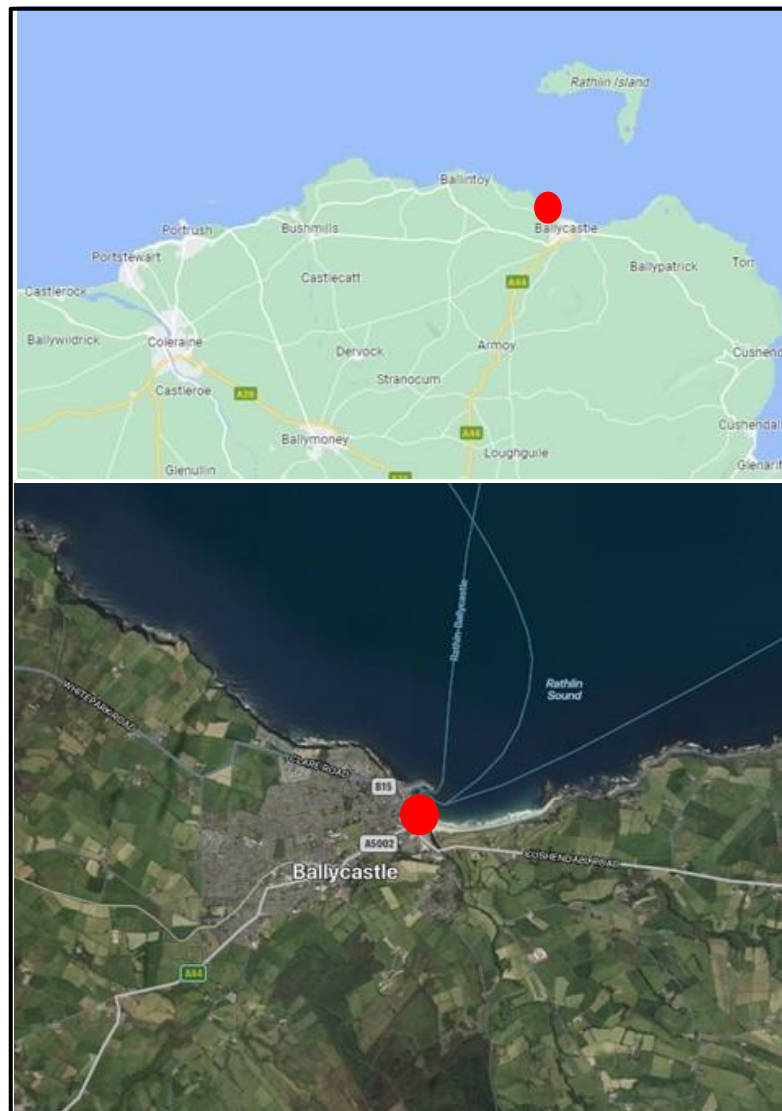 Rathlin Island
Ballintoy
Portrush
Bushmills
Ballycastle
Portstewart
Torr
Ballypatrick
Castlecatt
Castlerock
A44
Ballywildrick
Coleraine
Armoy
Dervock
Cushend
Castleroe
Stranocum
A26
Ballymoney
A44
Cushendall
Loughguile
Glenullin
Glenariff
Rathlin-Ballycastle
Rathlin
Sound
WHITEPARK ROAD
CLARE ROAD
B15
A5002
CUSHENDALL ROAD
Ballycastle
A44